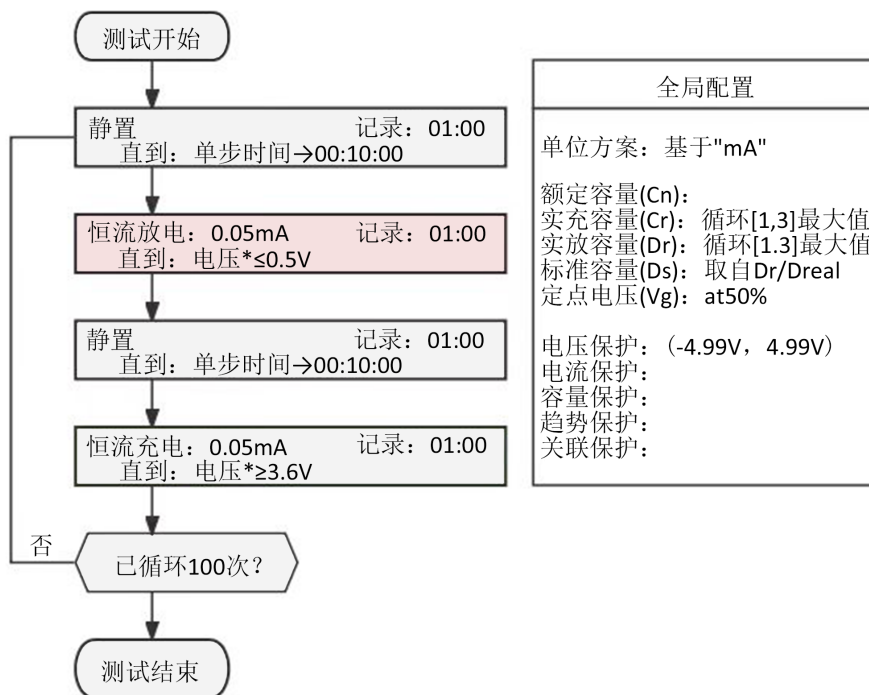 测试开始
静置 记录：01:00
直到：单步时间→00:10:00
恒流放电：0.05mA 记录：01:00
直到：电压*≤0.5V
静置 记录：01:00
直到：单步时间→00:10:00
恒流充电：0.05mA 记录：01:00
直到：电压*≥3.6V
否
已循环100次？
测试结束
全局配置
单位方案：基于"mA"
额定容量(Cn)：
实充容量(Cr)：循环[1,3]最大值
实放容量(Dr)：循环[1.3]最大值
标准容量(Ds)：取自Dr/Dreal
定点电压(Vg)：at50%
电压保护：（-4.99V，4.99V）
电流保护：
容量保护：
趋势保护：
关联保护：